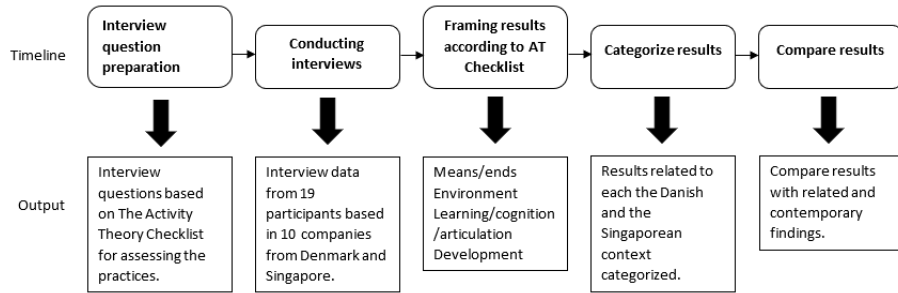 Timeline
Interview
question
preparation
Conducting
interviews
Framing results
according to AT
Checklist
Categorize results
Compare results
Output
Interview
questions based
on The Activity
Theory Checklist
for assessing the
practices.
Interview data
from 19
participants based
in 10 companies
from Denmark and
Singapore.
Means/ends
Environment
Learning/cognition
/articulation
Development
Results related to
each the Danish
and the
Singaporean
context
categorized.
Compare results
with related and
contemporary
findings.